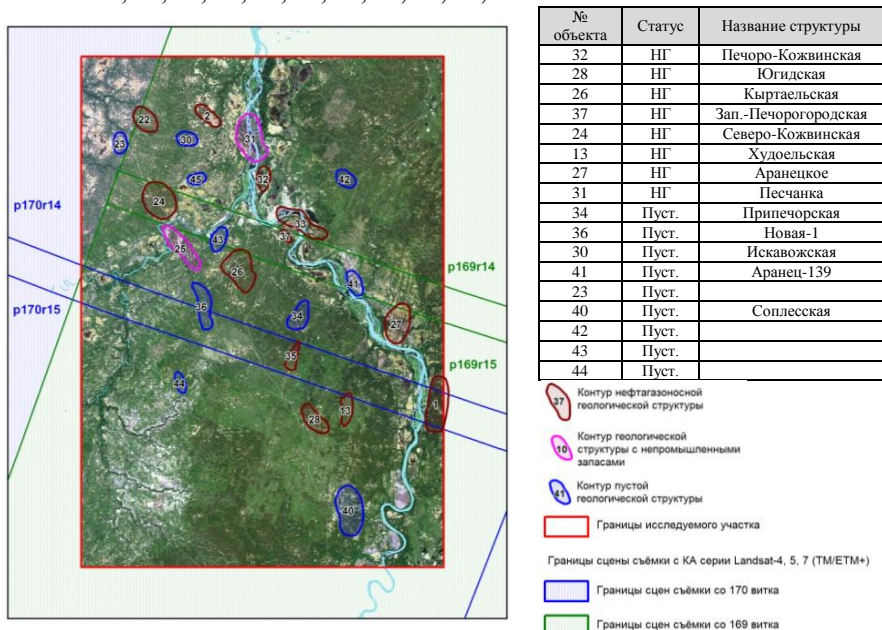 № объекта Статус Название структуры
32 НГ Печоро-Кожвинская
28 НГ Югидская
26 НГ Кыртаельская
37 НГ Зап.-Печорогородская
24 НГ Северо-Кожвинская
13 НГ Худоельская
27 НГ Аранецкое
31 НГ Песчанка
34 Пуст. Припечорская
36 Пуст. Новая-1
30 Пуст. Искавожская
41 Пуст. Аранец-139
23 Пуст.
40 Пуст. Соплесская
42 Пуст.
43 Пуст.
44 Пуст.
22
2
23
30
31
45
32
42
24
p170r14
33
43
37
25
26
p169r14
41
p170r15
36
34
27
35
p169r15
44
1
13
28
40
37
Контур нефтагазоносной
геологической структуры
10
Контур геологической
структуры с непромышленными
запасами
41
Контур пустой
геологической структуры
Границы исследуемого участка
Границы сцены съёмки с КА серии Landsat-4, 5, 7 (TM/ETM+)
Границы сцен съёмки со 170 витка
Границы сцен съёмки со 169 витка